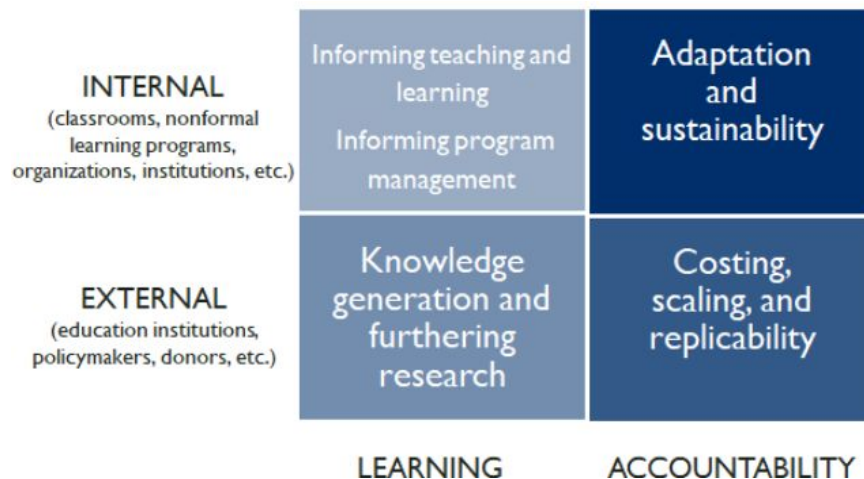 INTERNAL
(classrooms, nonformal
learning programs,
organizations, institutions, etc.)
Informing teaching and
learning
Informing program
management
Adaptation
and
sustainability
EXTERNAL
(education institutions,
policymakers, donors, etc.)
Knowledge
generation and
furthering
research
Costing,
scaling, and
replicability
LEARNING
ACCOUNTABILITY